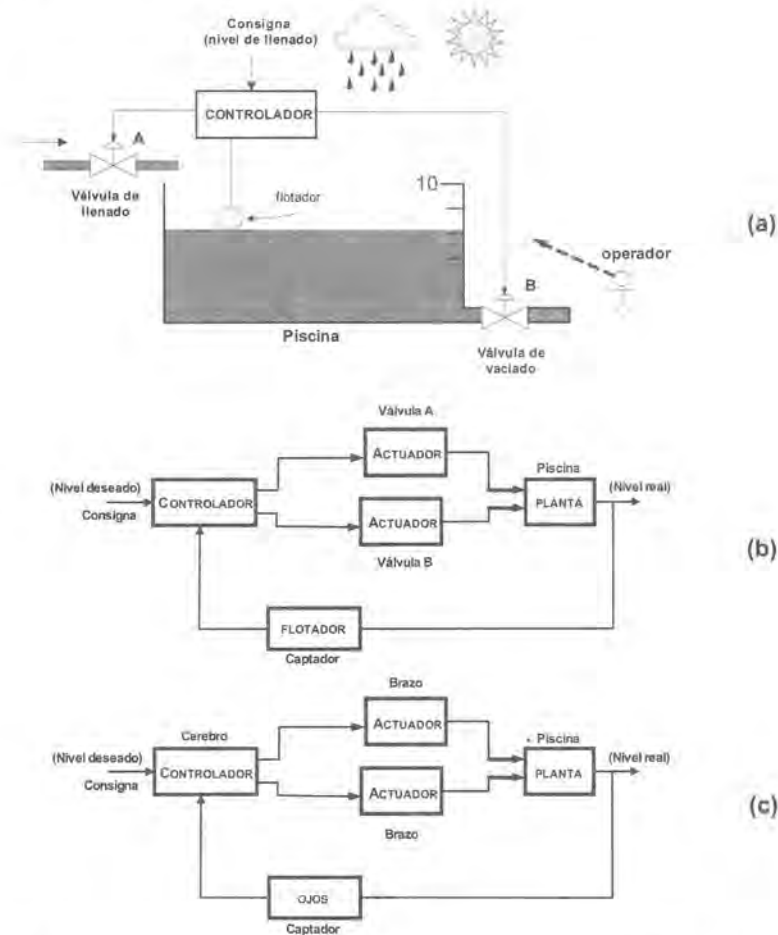 Consigna
(nivel de llenado)
CONTROLADOR
A
Válvula de
llenado
flotador
10
(a)
operador
B
Piscina
Válvula de
vaciado
Válvula A
ACTUADOR
Piscina
(Nivel deseado)
Consigna
CONTROLADOR
PLANTA
(Nivel real)
ACTUADOR
Válvula B
(b)
FLOTADOR
Captador
Brazo
ACTUADOR
Cerebro
Piscina
(Nivel deseado)
Consigna
CONTROLADOR
PLANTA
(Nivel real)
ACTUADOR
Brazo
(c)
OJOS
Captador